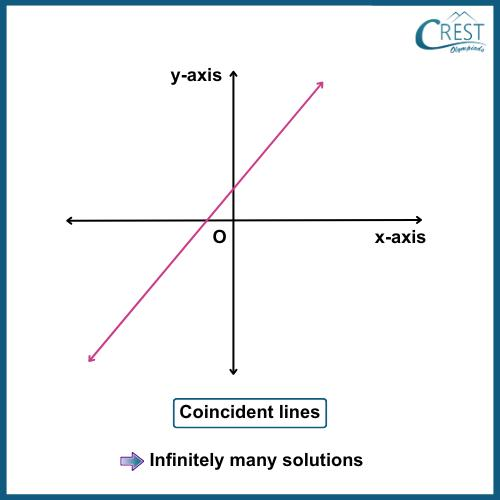 CREST
Olympiads
y-axis
O
x-axis
Coincident lines
Infinitely many solutions